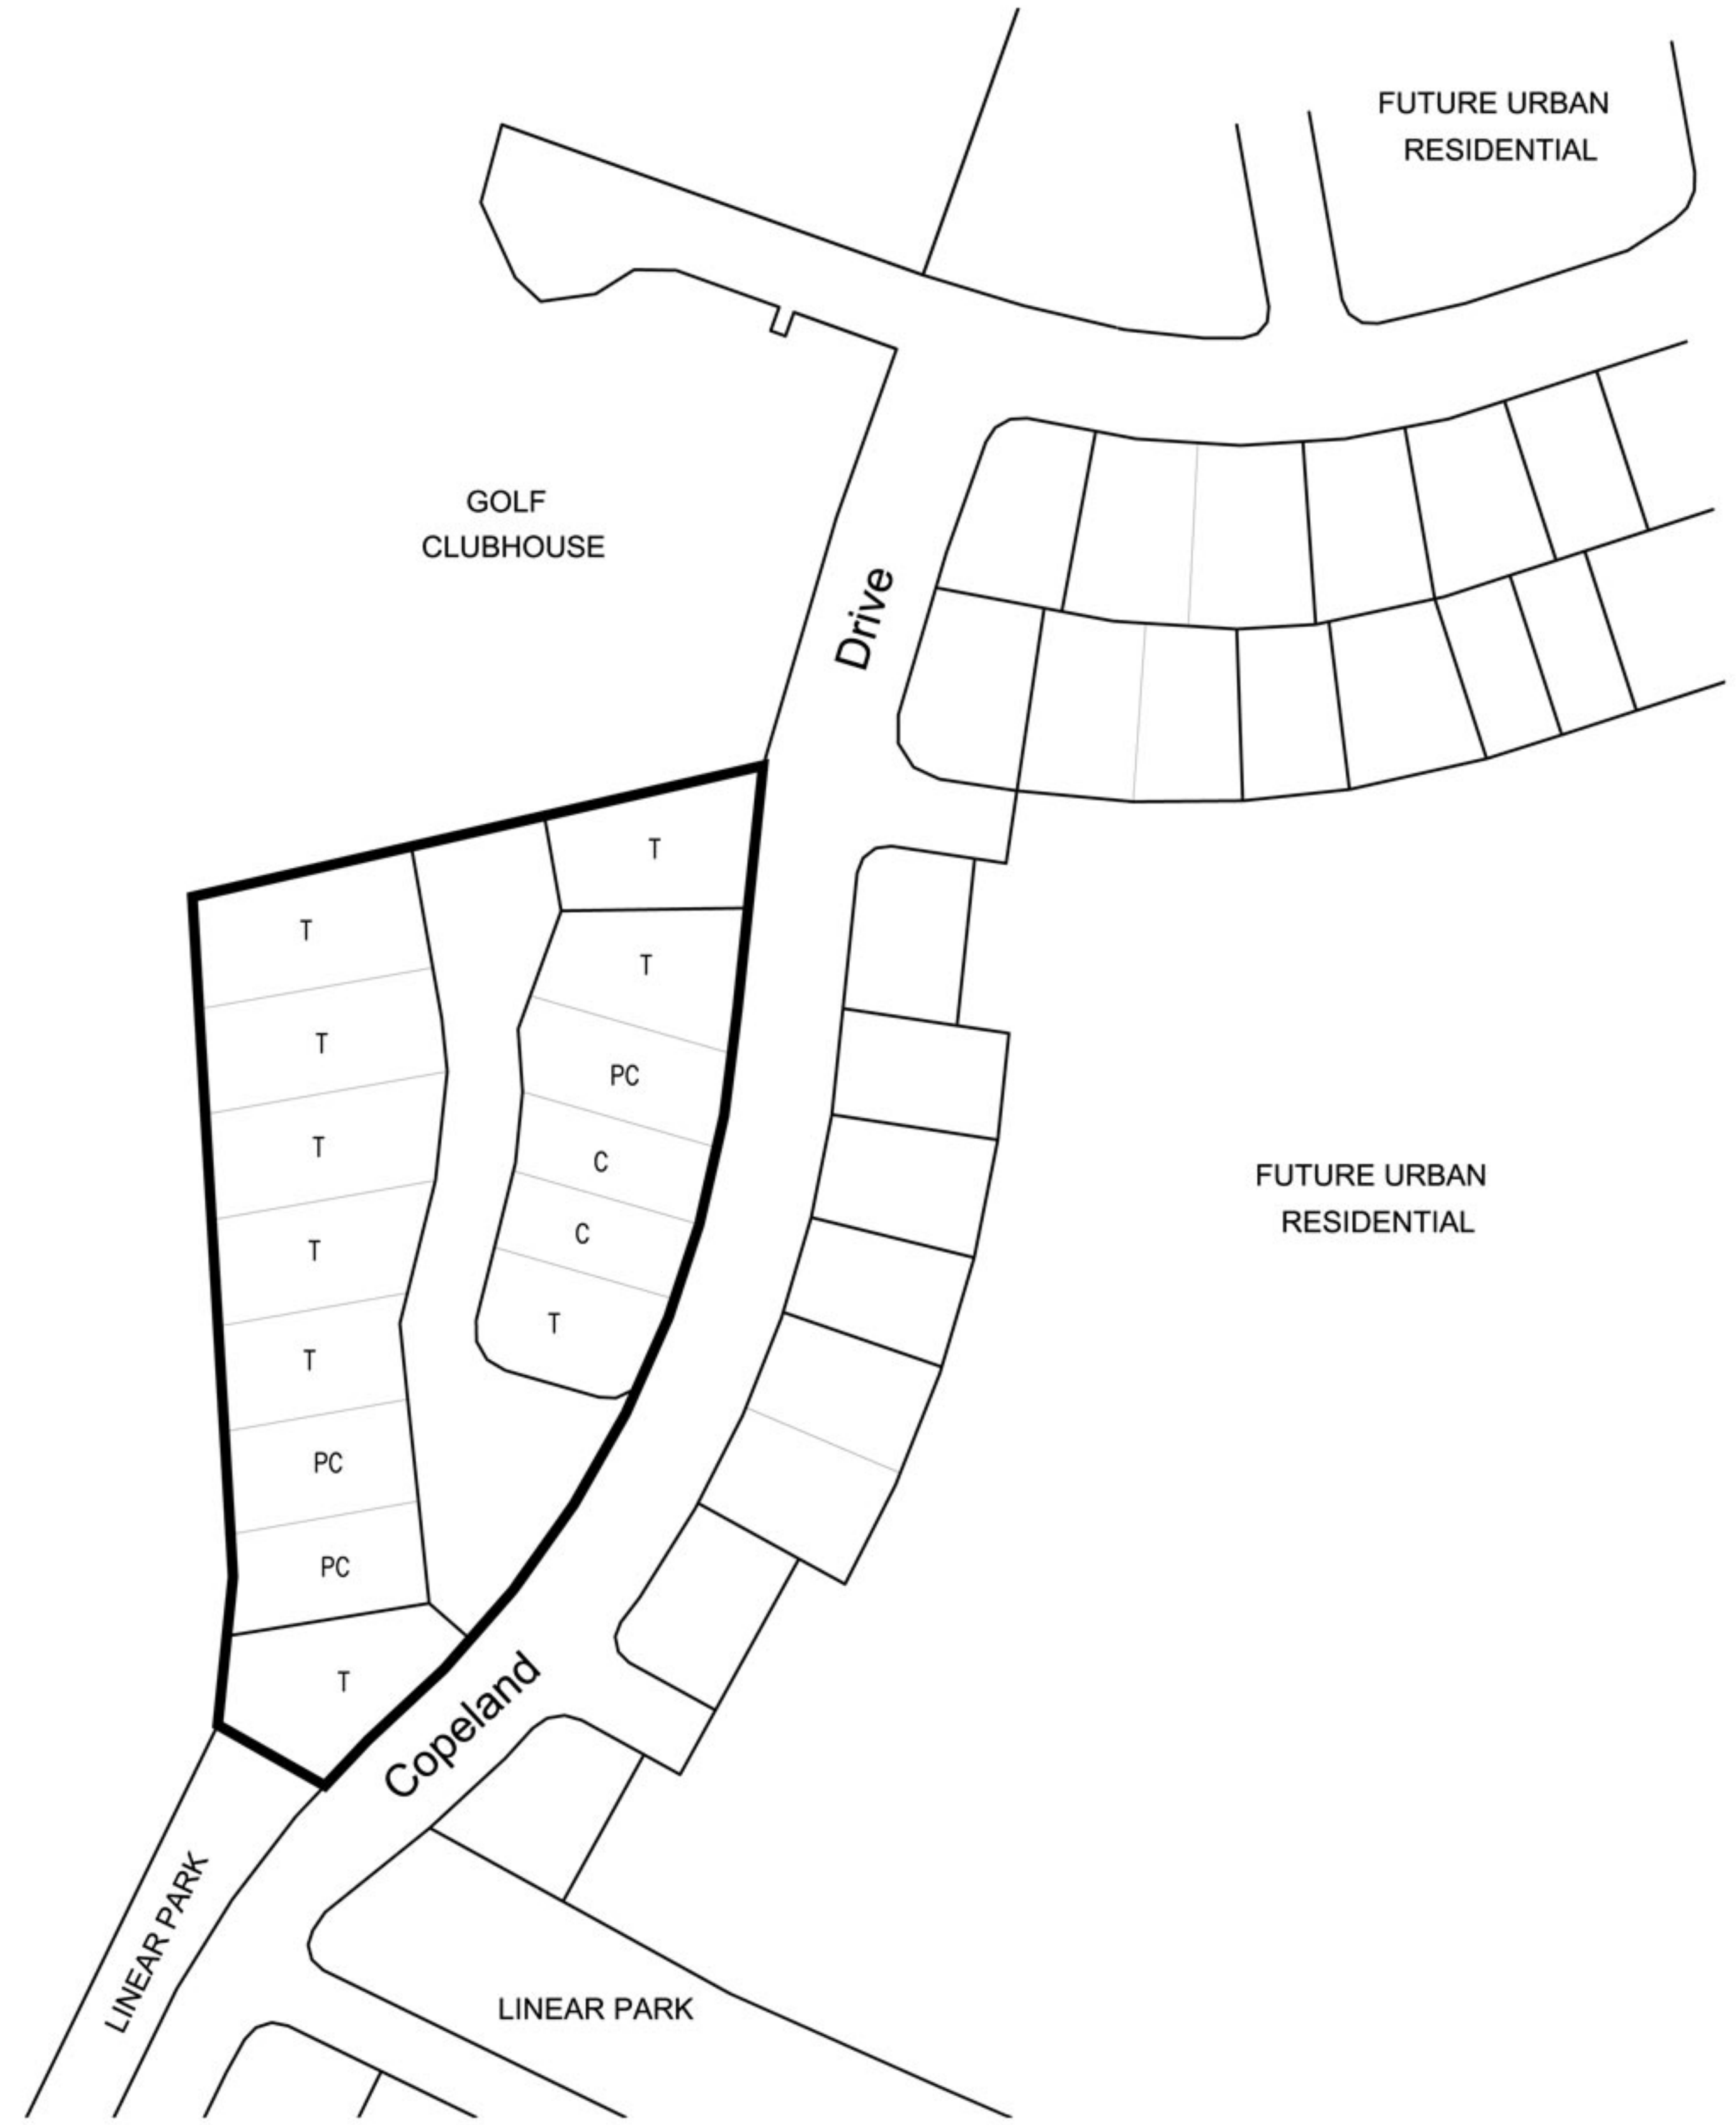 FUTURE URBAN
RESIDENTIAL
GOLF
CLUBHOUSE
Drive
T
T
T
T
PC
T
T
C
T
C
T
T
PC
PC
T
FUTURE URBAN
RESIDENTIAL
Copeland
LINEAR PARK
LINEAR PARK